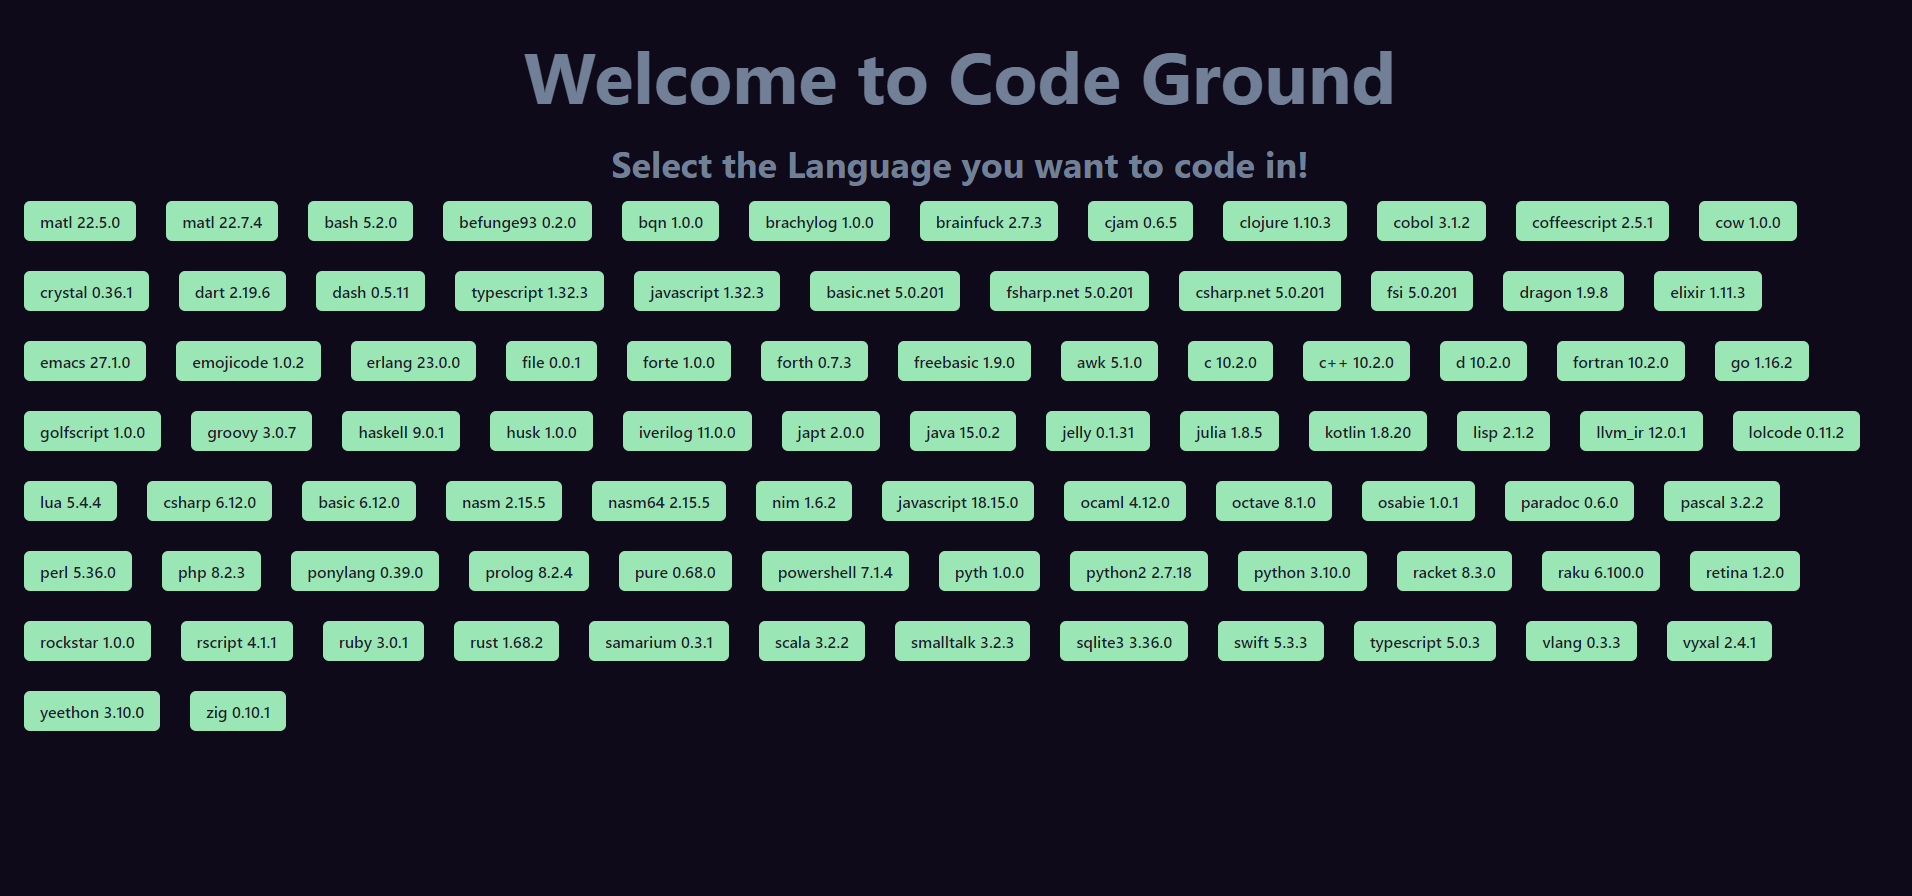 Welcome to Code Ground
Select the Language you want to code in!
matl 22.5.0 matl 22.7.4 bash 5.2.0 befunge93 0.2.0 bqn 1.0.0 brachylog 1.0.0 brainfuck 2.7.3 cjam 0.6.5 clojure 1.10.3 cobol 3.1.2 coffeescript 2.5.1 cow 1.0.0
crystal 0.36.1 dart 2.19.6 dash 0.5.11 typescript 1.32.3 javascript 1.32.3 basic.net 5.0.201 fsharp.net 5.0.201 csharp.net 5.0.201 fsi 5.0.201 dragon 1.9.8 elixir 1.11.3
emacs 27.1.0 emojicode 1.0.2 erlang 23.0.0 file 0.0.1 forte 1.0.0 forth 0.7.3 freebasic 1.9.0 awk 5.1.0 c 10.2.0 c++ 10.2.0 d 10.2.0 fortran 10.2.0 go 1.16.2
golfscript 1.0.0 groovy 3.0.7 haskell 9.0.1 husk 1.0.0 iverilog 11.0.0 japt 2.0.0 java 15.0.2 jelly 0.1.31 julia 1.8.5 kotlin 1.8.20 lisp 2.1.2 llvm_ir 12.0.1 lolcode 0.11.2
lua 5.4.4 csharp 6.12.0 basic 6.12.0 nasm 2.15.5 nasm64 2.15.5 nim 1.6.2 javascript 18.15.0 ocaml 4.12.0 octave 8.1.0 osabie 1.0.1 paradoc 0.6.0 pascal 3.2.2
perl 5.36.0 php 8.2.3 ponylang 0.39.0 prolog 8.2.4 pure 0.68.0 powershell 7.1.4 pyth 1.0.0 python2 2.7.18 python 3.10.0 racket 8.3.0 raku 6.100.0 retina 1.2.0
rockstar 1.0.0 rscript 4.1.1 ruby 3.0.1 rust 1.68.2 samarium 0.3.1 scala 3.2.2 smalltalk 3.2.3 sqlite3 3.36.0 swift 5.3.3 typescript 5.0.3 vlang 0.3.3 vyxal 2.4.1
yeethon 3.10.0 zig 0.10.1